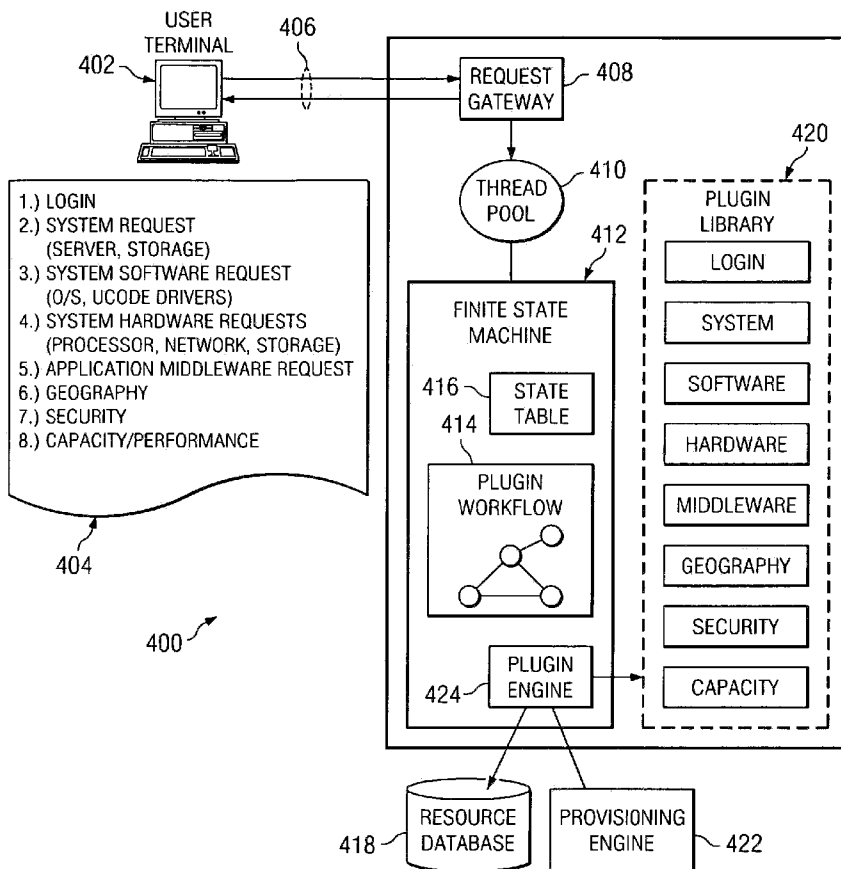 USER
TERMINAL
402
406
REQUEST
GATEWAY
408
THREAD
POOL
410
1.) LOGIN
2.) SYSTEM REQUEST
(SERVER, STORAGE)
3.) SYSTEM SOFTWARE REQUEST
(O/S, UCODE DRIVERS)
4.) SYSTEM HARDWARE REQUESTS
(PROCESSOR, NETWORK, STORAGE)
5.) APPLICATION MIDDLEWARE REQUEST
6.) GEOGRAPHY
7.) SECURITY
8.) CAPACITY/PERFORMANCE
404
400
412
FINITE STATE
MACHINE
416
STATE
TABLE
414
PLUGIN
WORKFLOW
424
PLUGIN
ENGINE
420
PLUGIN
LIBRARY
LOGIN
SYSTEM
SOFTWARE
HARDWARE
MIDDLEWARE
GEOGRAPHY
SECURITY
CAPACITY
418
RESOURCE
DATABASE
PROVISIONING
ENGINE
422